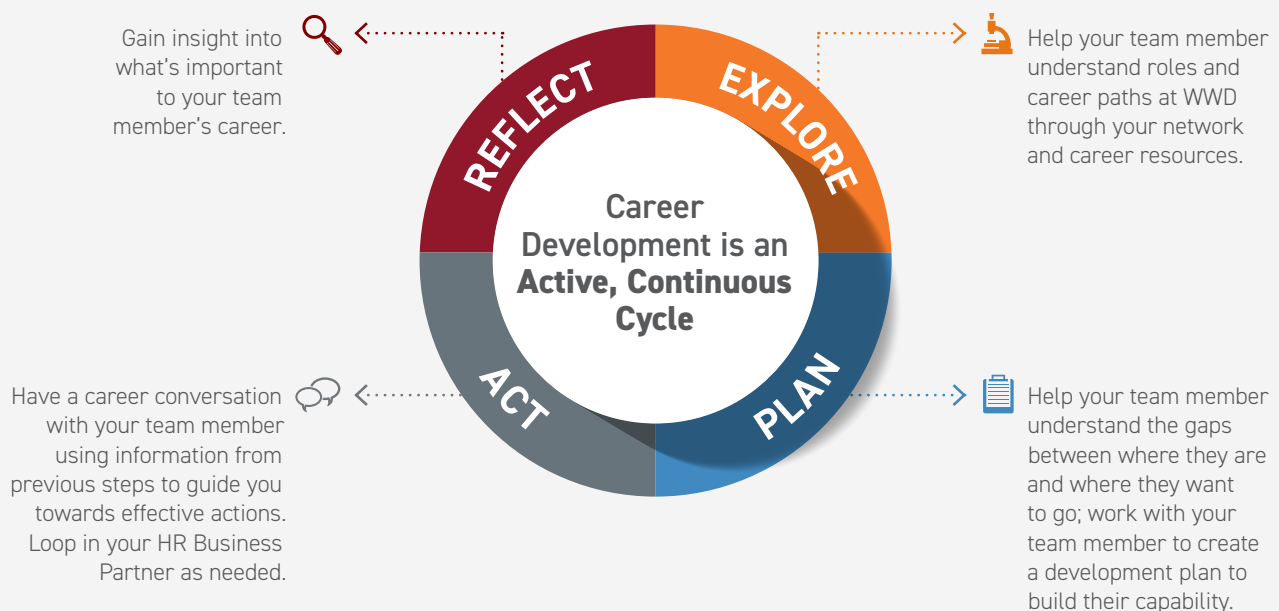 Gain insight into
what's important
to your team
member's career.
REFLECT
EXPLORE
Help your team member
understand roles and
career paths at WWD
through your network
and career resources.
Career
Development is an
Active, Continuous
Cycle
Have a career conversation
with your team member
using information from
previous steps to guide you
towards effective actions.
Loop in your HR Business
Partner as needed.
ACT
PLAN
Help your team member
understand the gaps
between where they are
and where they want
to go; work with your
team member to create
a development plan to
build their capability.